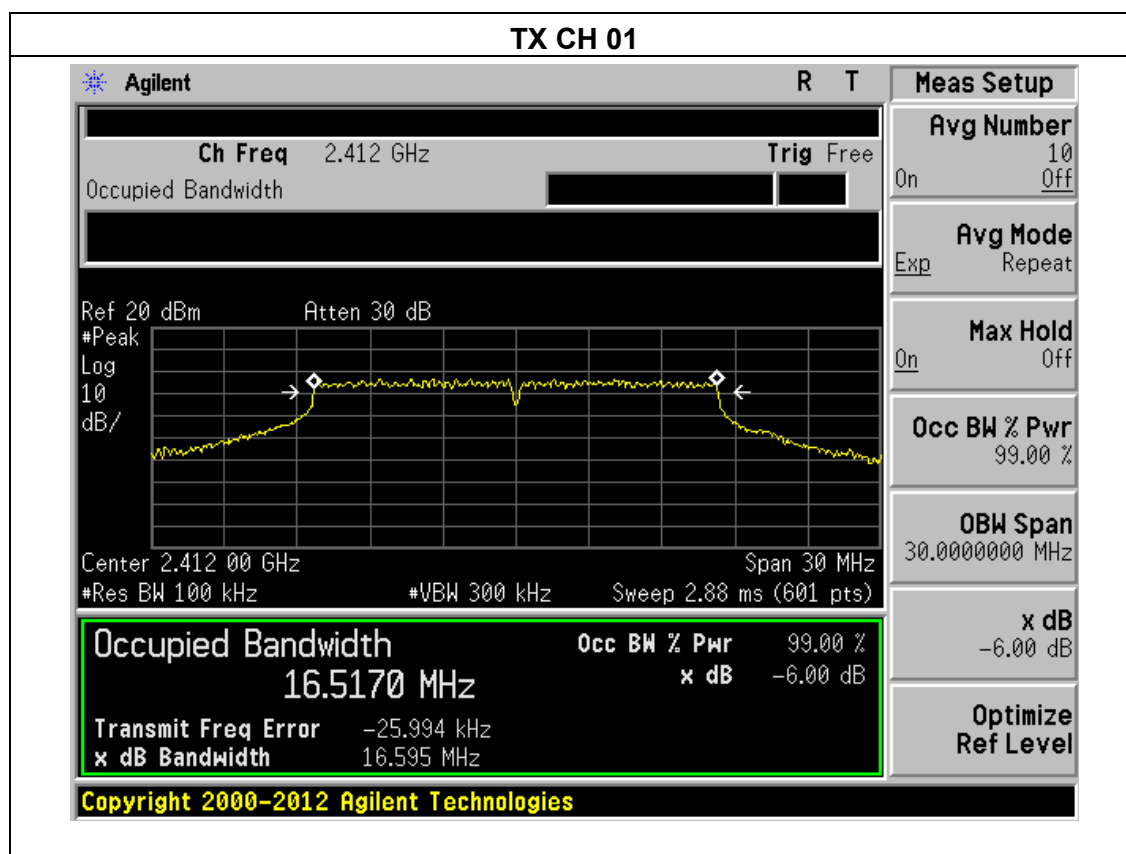 TX CH 01
Agilent R T
Ch Freq 2.412 GHz Trig Free
Occupied Bandwidth
Ref 20 dBm Atten 30 dB
#Peak
Log
10
dB/
Center 2.412 00 GHz Span 30 MHz
#Res BW 100 kHz #VBW 300 kHz Sweep 2.88 ms (601 pts)
Occupied Bandwidth Occ BW % Pwr 99.00 %
16.5170 MHz x dB -6.00 dB
Transmit Freq Error -25.994 kHz
x dB Bandwidth 16.595 MHz
Copyright 2000-2012 Agilent Technologies
Meas Setup
Avg Number
10
On Off
Avg Mode
Exp Repeat
Max Hold
On Off
Occ BW % Pwr
99.00 %
OBW Span
30.0000000 MHz
x dB
-6.00 dB
Optimize
Ref Level